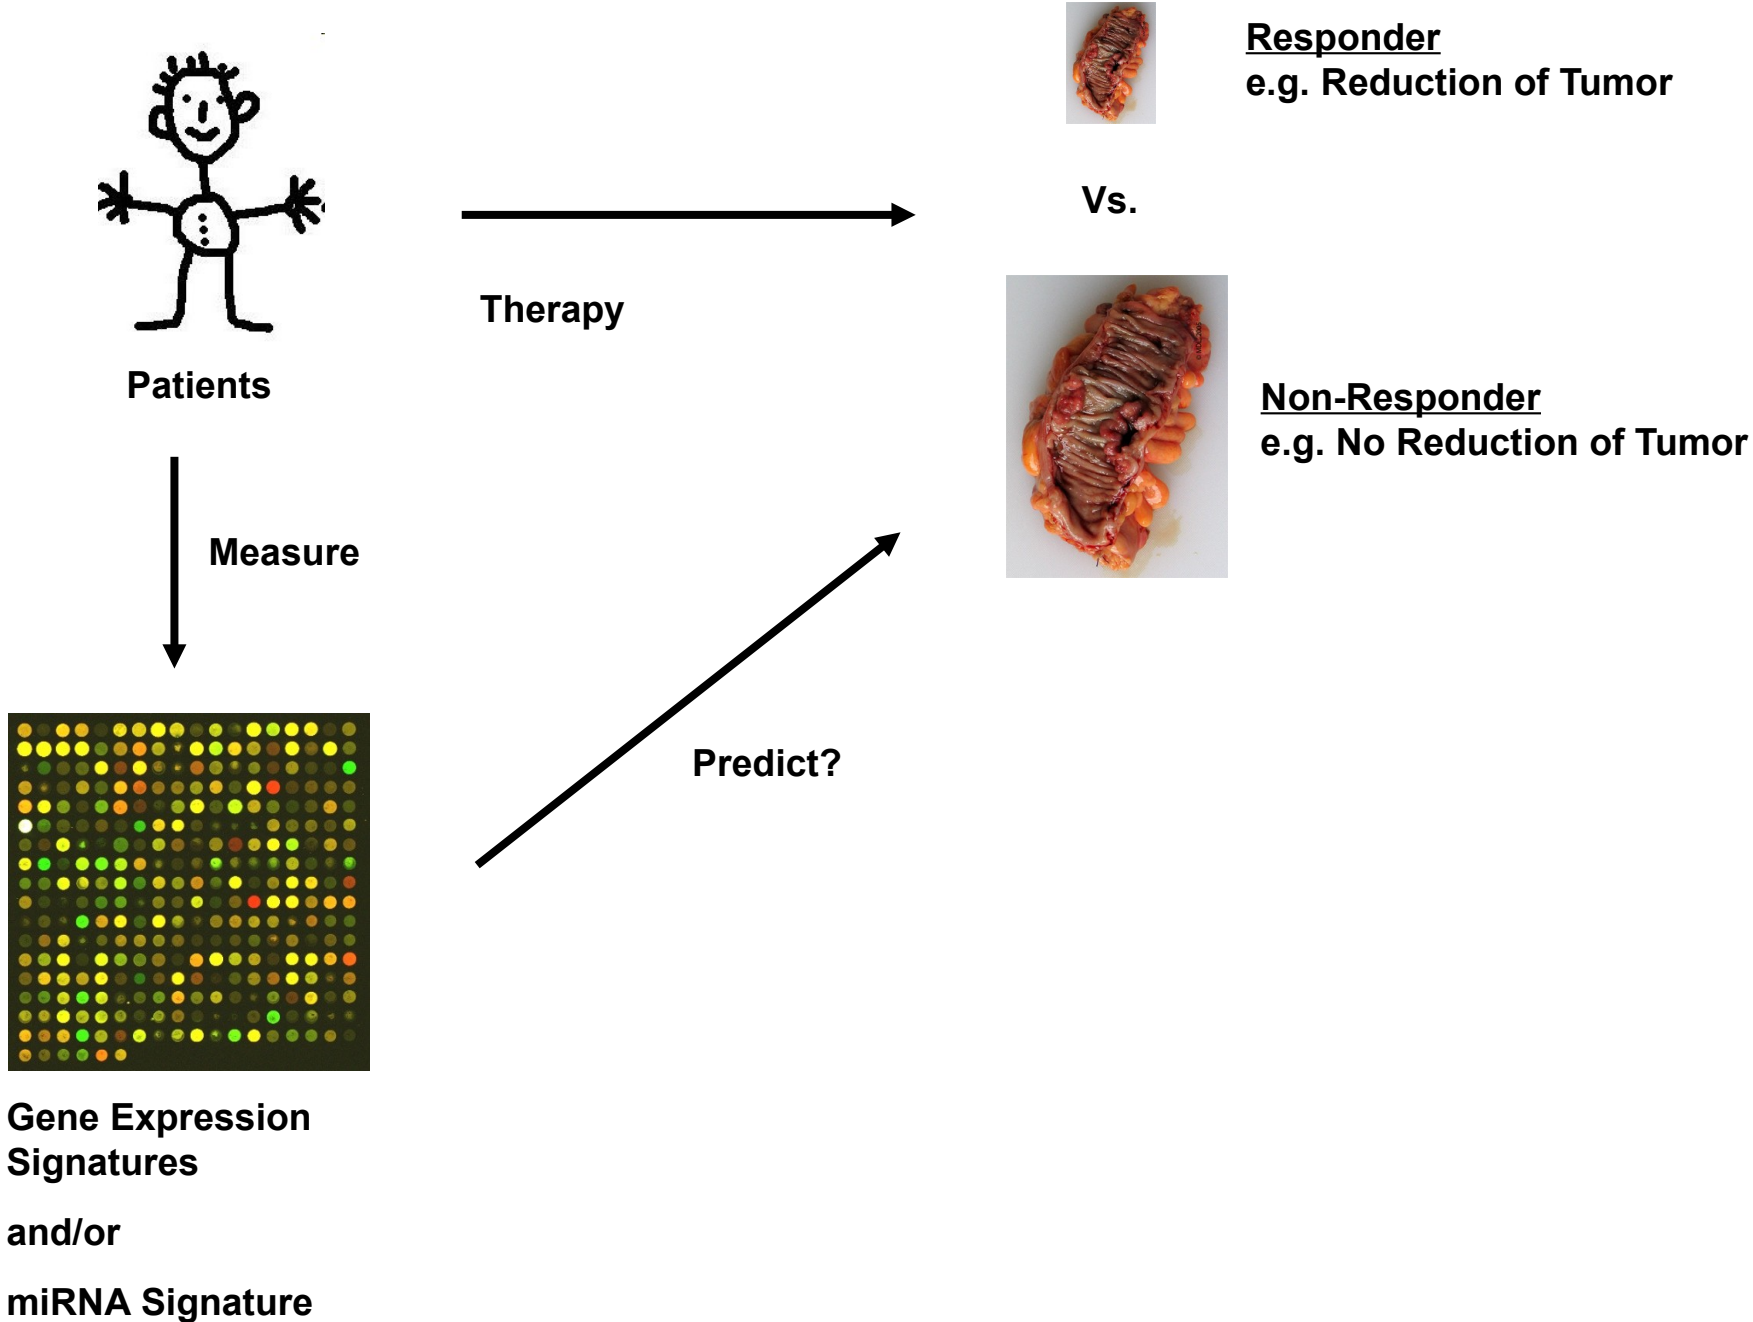 Responder
e.g. Reduction of Tumor
Vs.
Therapy
Patients
Non-Responder
e.g. No Reduction of Tumor
Measure
Predict?
Gene Expression
Signatures
and/or
miRNA Signature